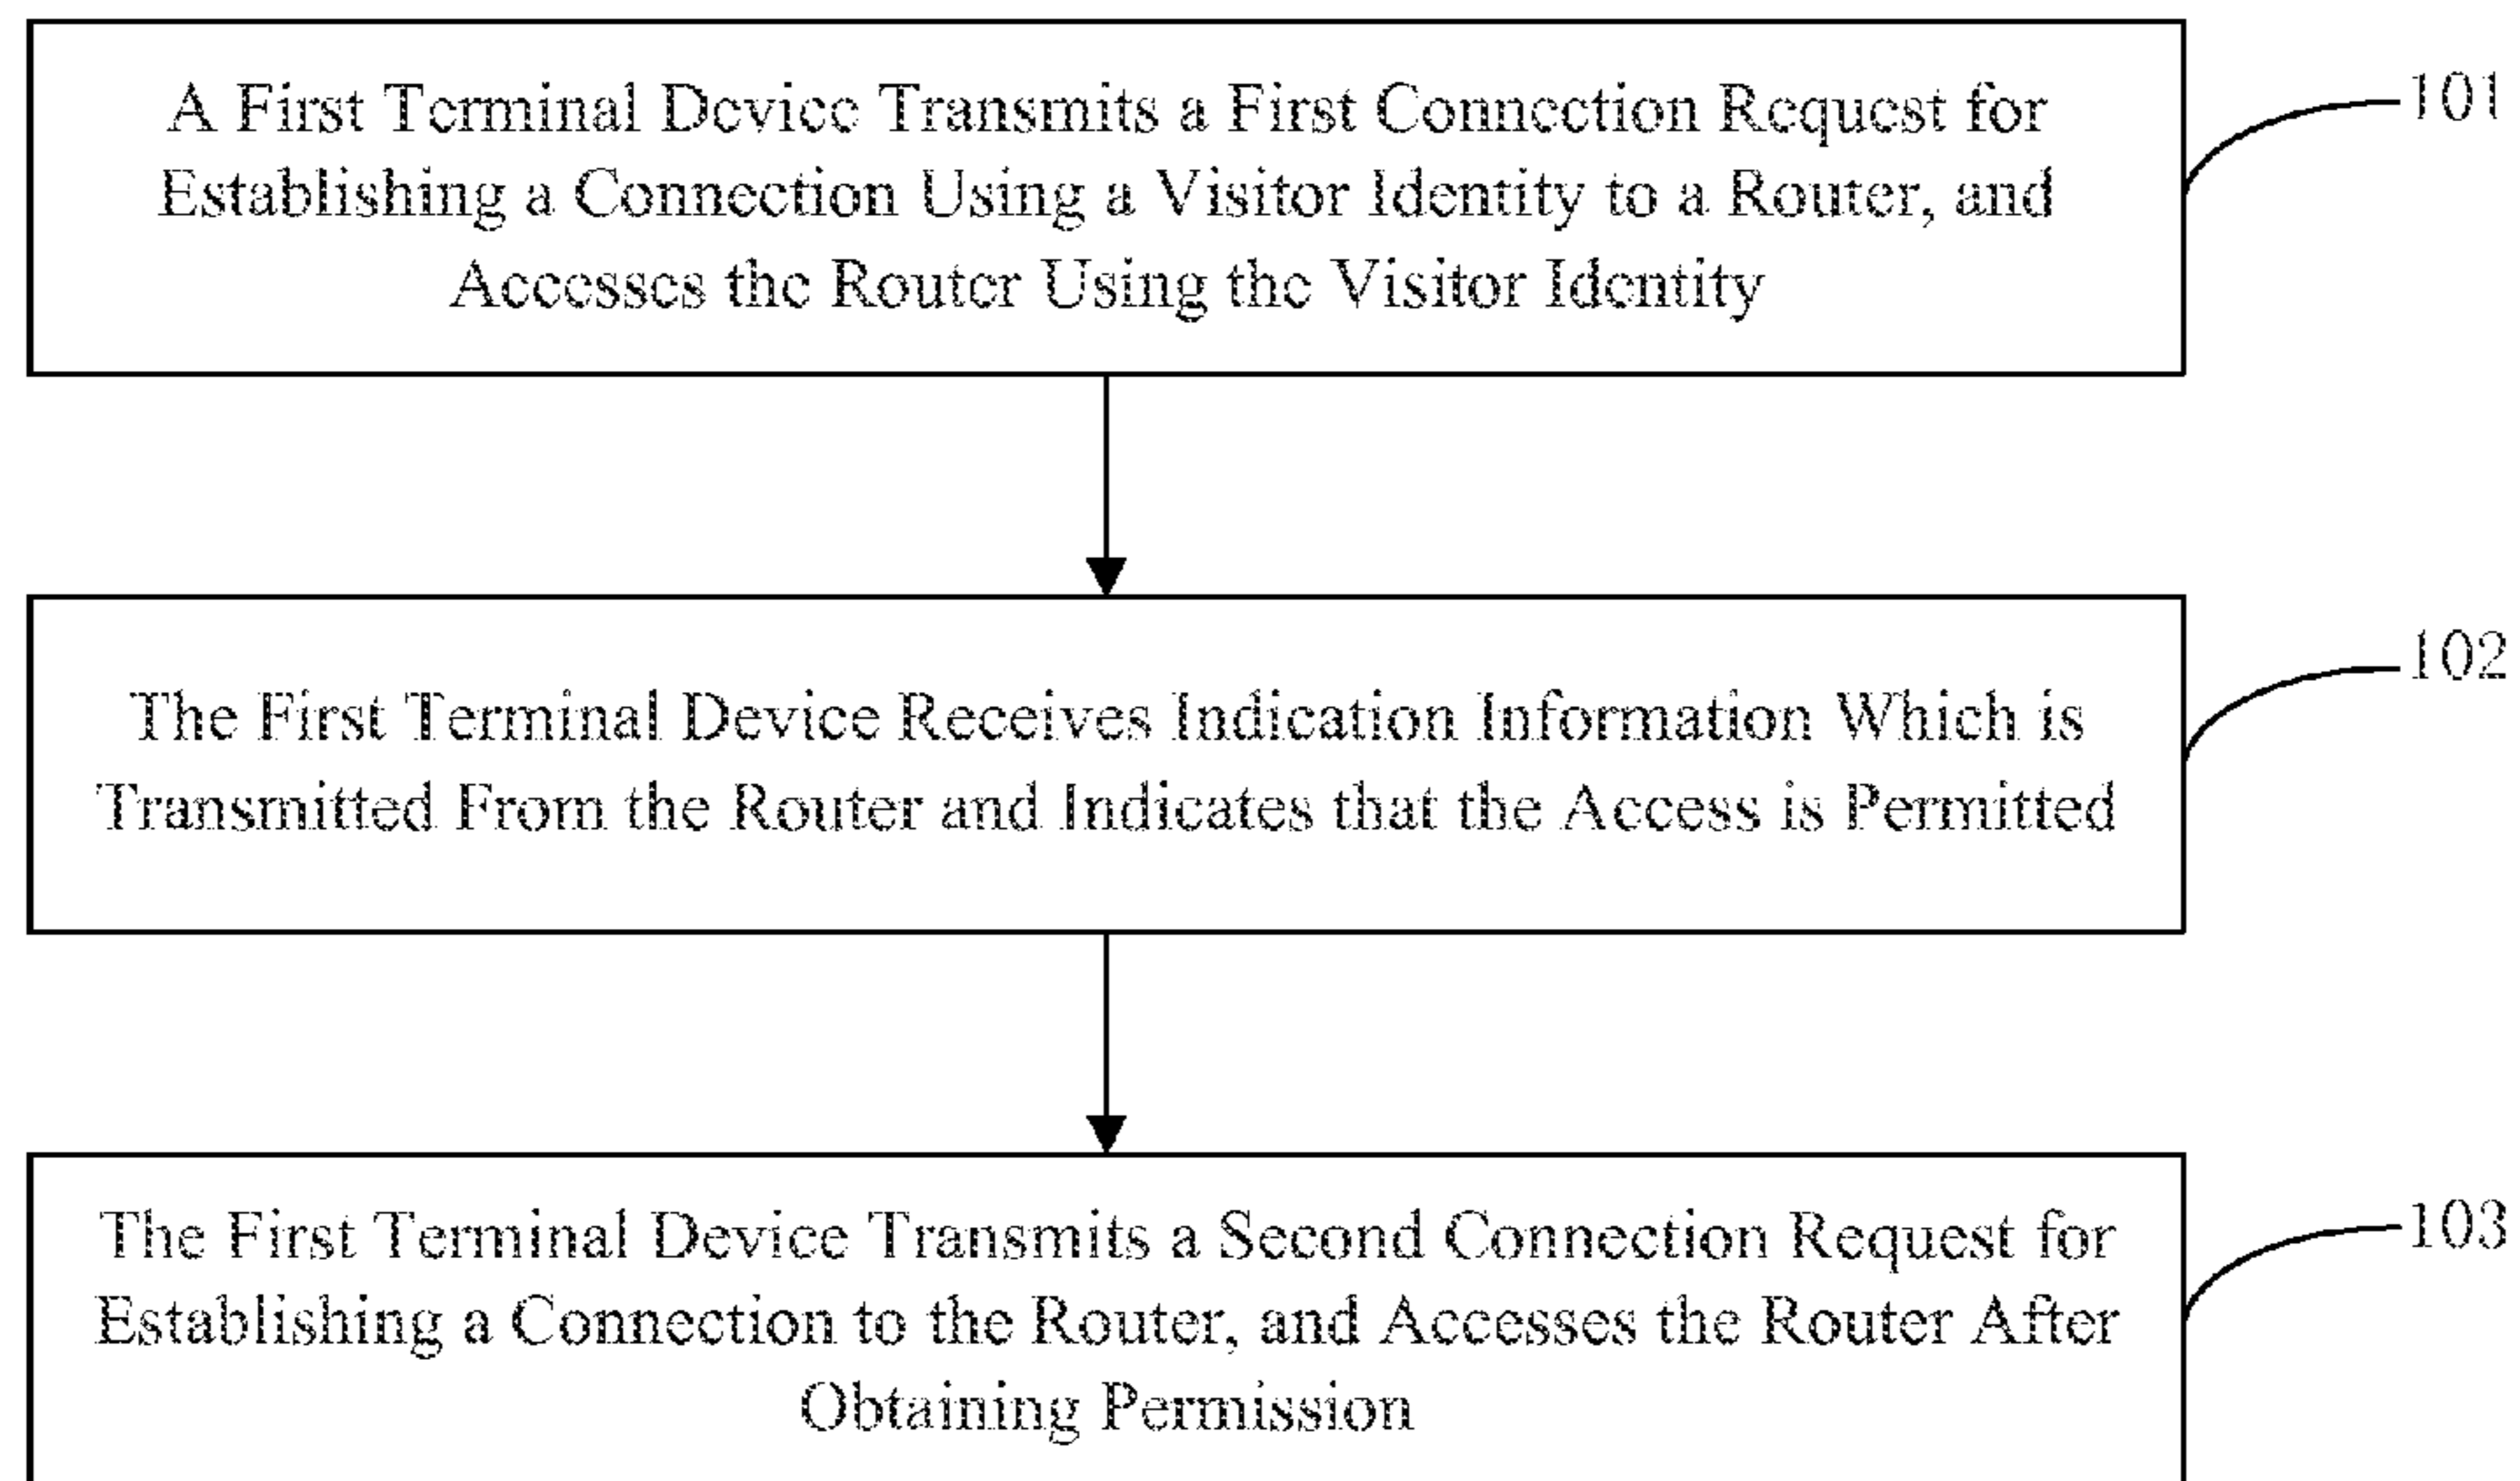 A First Terminal Device Transmits a First Connection Request for
Establishing a Connection Using a Visitor Identity to a Router, and
Accesses the Router Using the Visitor Identity
101
The First Terminal Device Receives Indication Information Which is
Transmitted From the Router and Indicates that the Access is Permitted
102
The First Terminal Device Transmits a Second Connection Request for
Establishing a Connection to the Router, and Accesses the Router After
Obtaining Permission
103